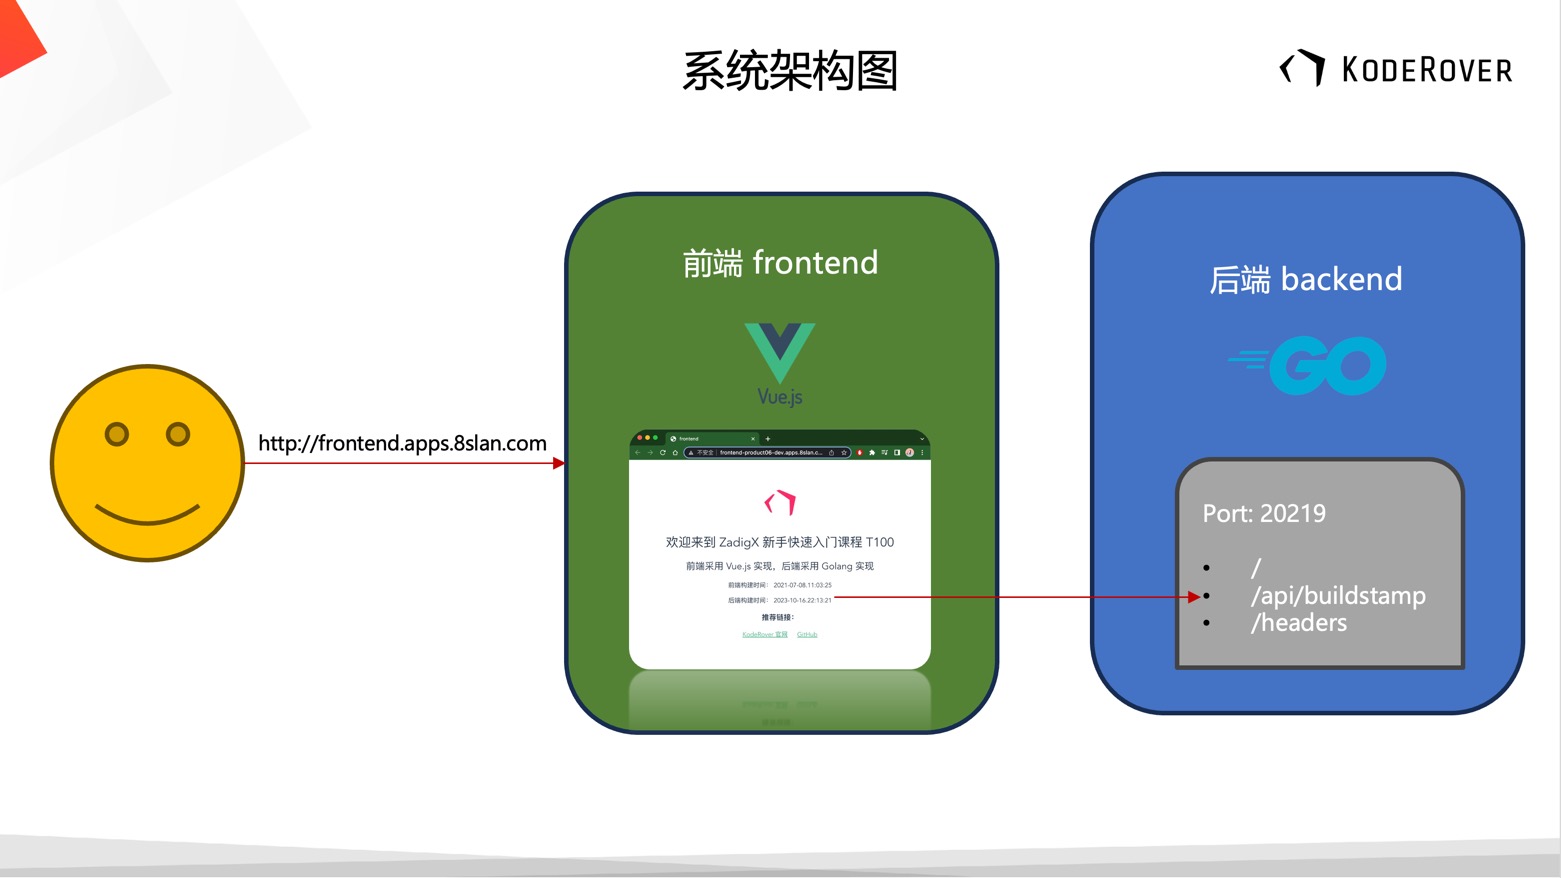 系统架构图
KODEROVER
http://frontend.apps.8slan.com
前端 frontend
Vue.js
frontend
不安全
frontend-product06-dev.apps.8slan.c...
欢迎来到 ZadigX 新手快速入门课程 T100
前端采用 Vue.js 实现，后端采用 Golang 实现
前端构建时间： 2021-07-08.11:03:25
后端构建时间： 2023-10-16.22:13:21
推荐链接：
KodeRover 官网 GitHub
后端 backend
GO
Port: 20219
• /
• /api/buildstamp
• /headers